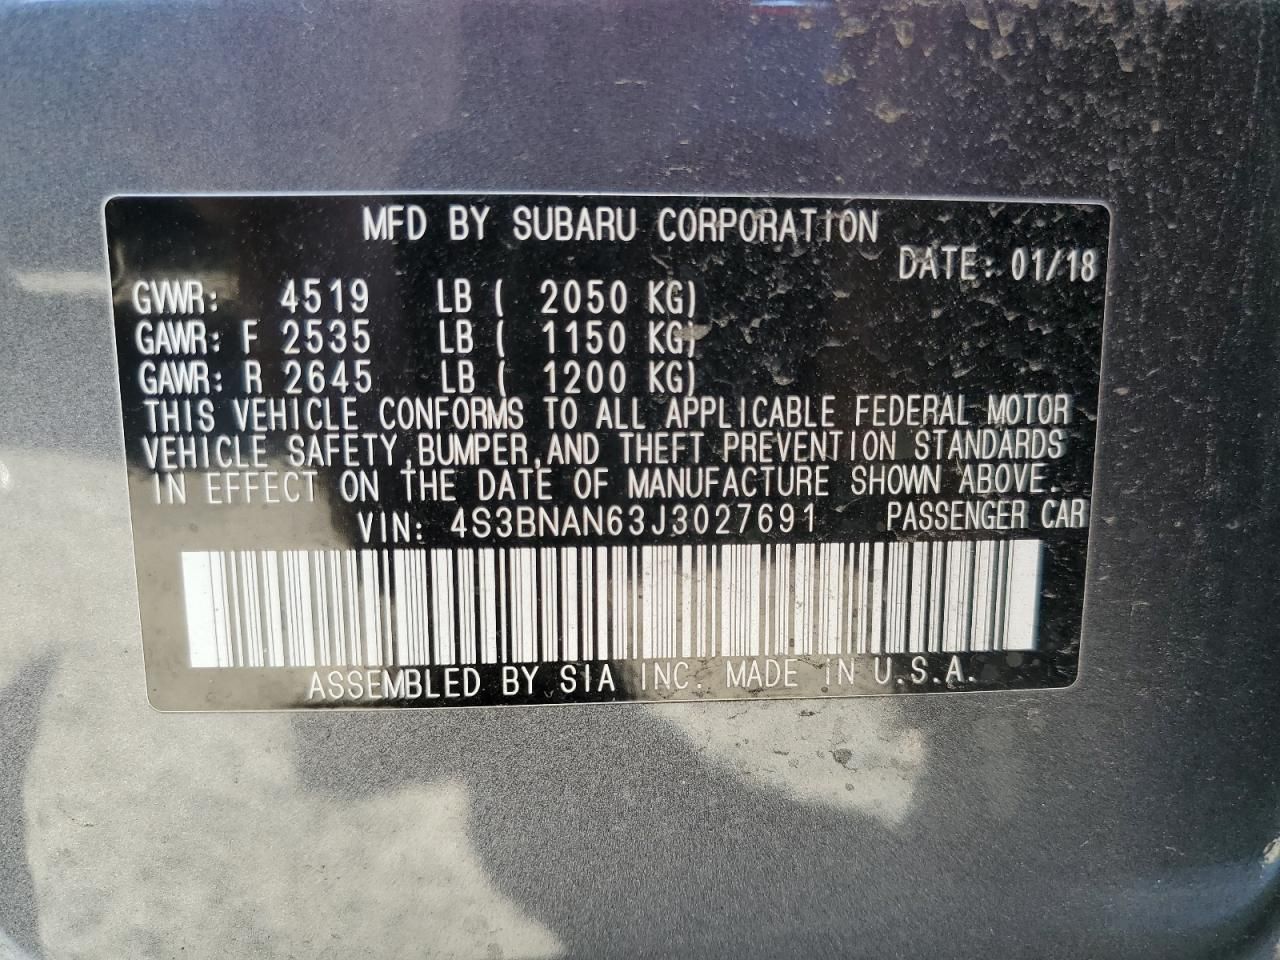 MFD BY SUBARU CORPORATION
DATE: 01/18
GVWR: 4519 LB ( 2050 KG)
GAWR: F 2535 LB ( 1150 KG)
GAWR: R 2645 LB ( 1200 KG)
THIS VEHICLE CONFORMS TO ALL APPLICABLE FEDERAL MOTOR
VEHICLE SAFETY,BUMPER,AND THEFT PREVENTION STANDARDS
IN EFFECT ON THE DATE OF MANUFACTURE SHOWN ABOVE.
VIN: 4S3BNAN63J3027691 PASSENGER CAR
ASSEMBLED BY SIA INC. MADE IN U.S.A.